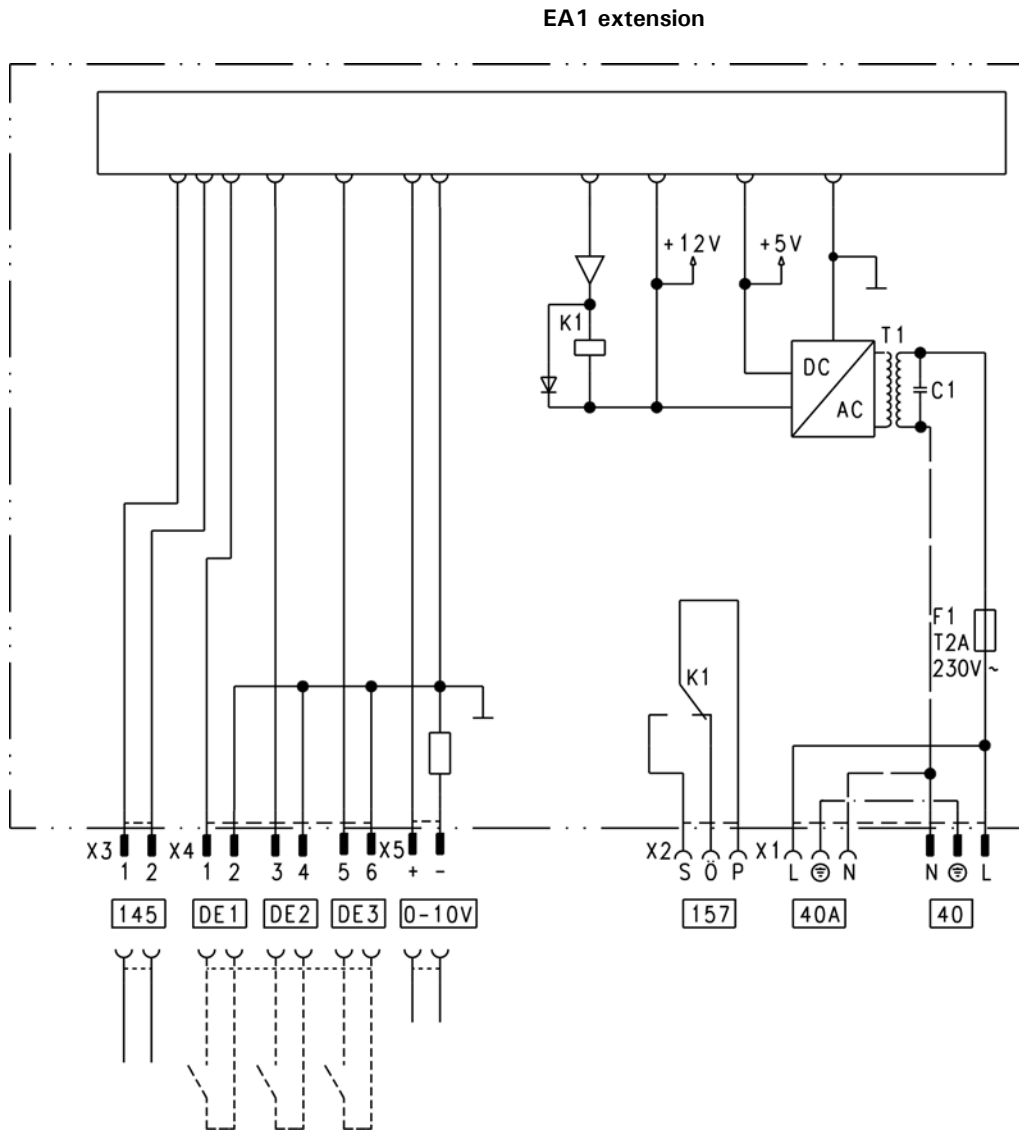 EA1 extension
+12V
+5V
K1
T1
DC
AC
C1
F1
T2A
230V ~
K1
X3
X4
X5
X2
X1
1 2 1 2 3 4 5 6 + - S Ö P L N N L
145
DE1
DE2
DE3
0-10V
157
40A
40